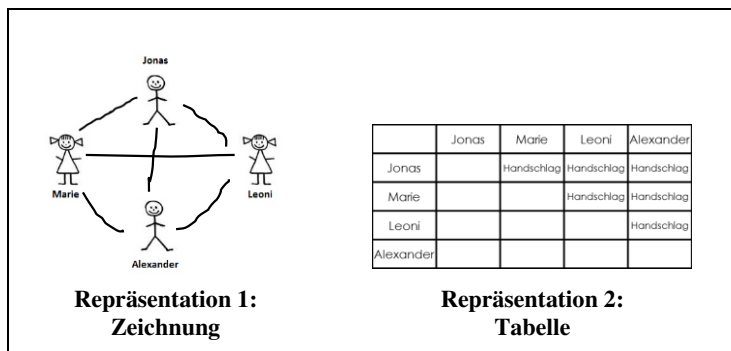 Jonas
Marie
Leoni
Alexander
Repräsentation 1:
Zeichnung
Jonas Marie Leoni Alexander
Jonas Handschlag Handschlag Handschlag
Marie Handschlag Handschlag
Leoni Handschlag
Alexander
Repräsentation 2:
Tabelle